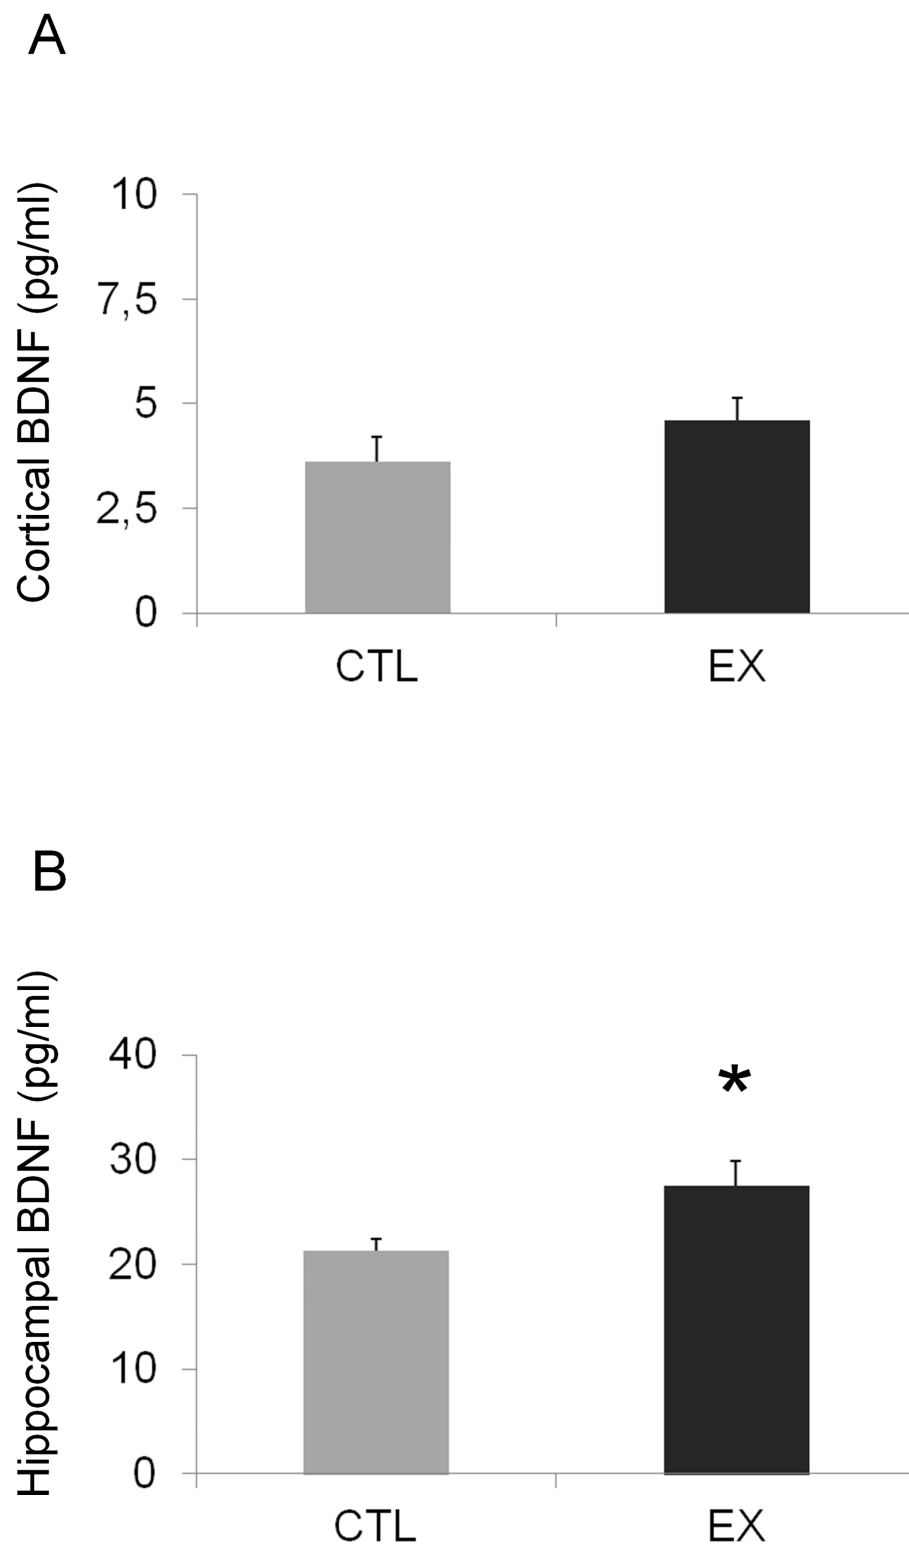 A
Cortical BDNF (pg/ml)
10
7,5
5
2,5
0
CTL EX
B
Hippocampal BDNF (pg/ml)
40
*
30
20
10
0
CTL EX